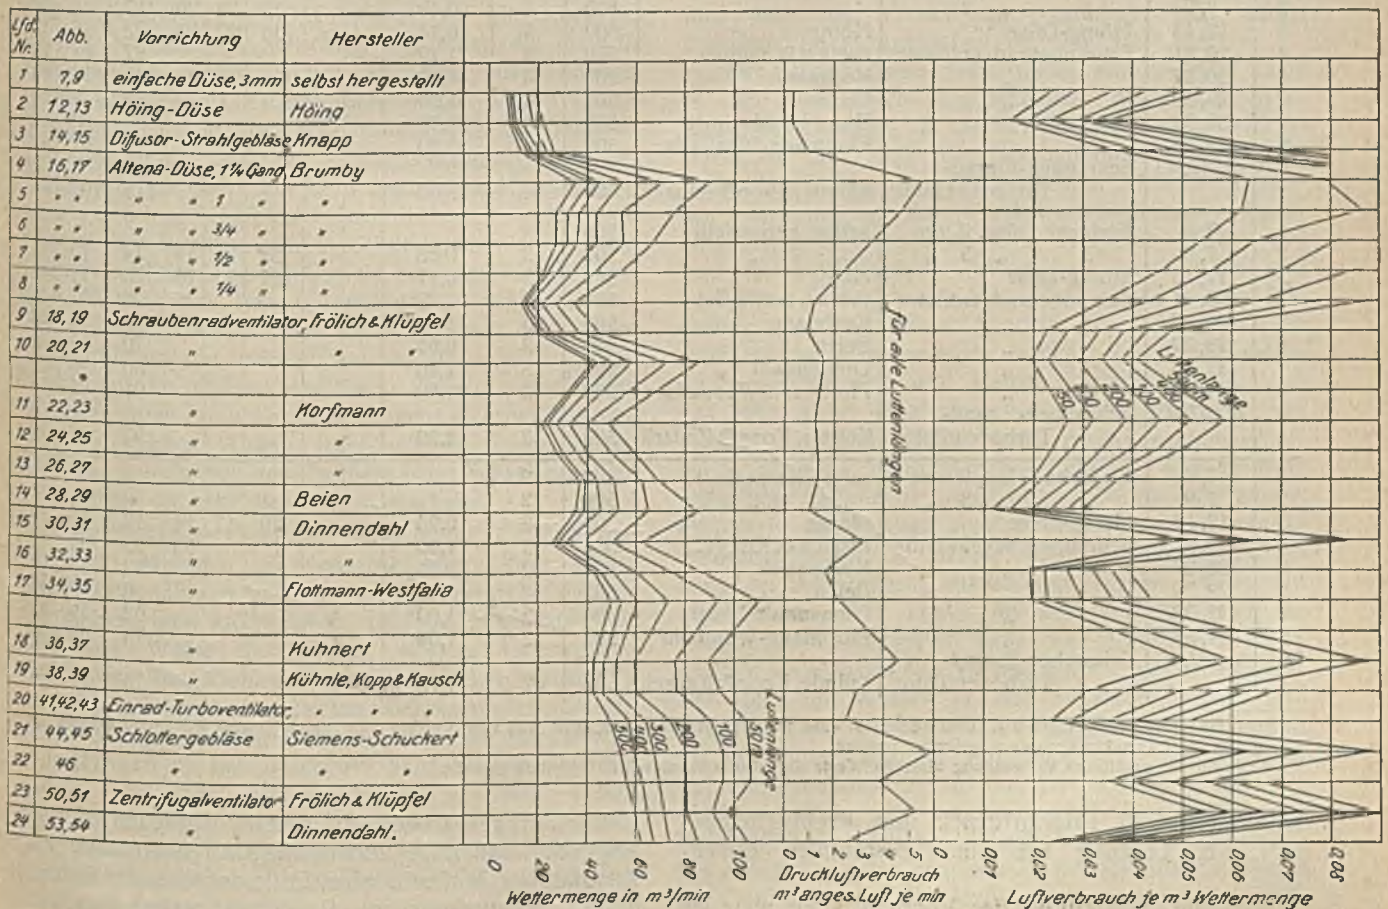 Lfd. Nr. Abb. Vorrichtung Hersteller
1 7,9 einfache Düse, 3mm selbst hergestellt
2 12,13 Höing-Düse Höing
3 14,15 Diffusor-Strahlgebläse Knapp
4 16,17 Altena-Düse, 1 1/4 Gang Brumby
5 " " " " 1 " "
6 " " " " 3/4 " "
7 " " " " 1/2 " "
8 " " " " 1/4 " "
9 18,19 Schraubenradventilator Frölich & Klüpfel
10 20,21 " " "
"
11 22,23 " Korfmann
12 24,25 " "
13 26,27 " "
14 28,29 " Beien
15 30,31 " Dinnendahl
16 32,33 " "
17 34,35 " Flottmann-Westfalia
18 36,37 " Kuhnert
19 38,39 " Kühnle, Kopp & Kausch
20 41,42,43 Einrad-Turboventilator " " "
21 44,45 Schlottergebläse Siemens-Schuckert
22 46 " " "
23 50,51 Zentrifugalventilator Frölich & Klüpfel
24 53,54 " Dinnendahl.
für alle Luttenlängen
Luttenlänge
500 400 300 200 100 50m
Luttenlänge
0 20 40 60 80 100
Wettermenge in m³/min
0 1 2 3 4 5
Druckluftverbrauch
m³ anges. Luft je min
0 0,01 0,02 0,03 0,04 0,05 0,06 0,07 0,08
Luftverbrauch je m³ Wettermenge